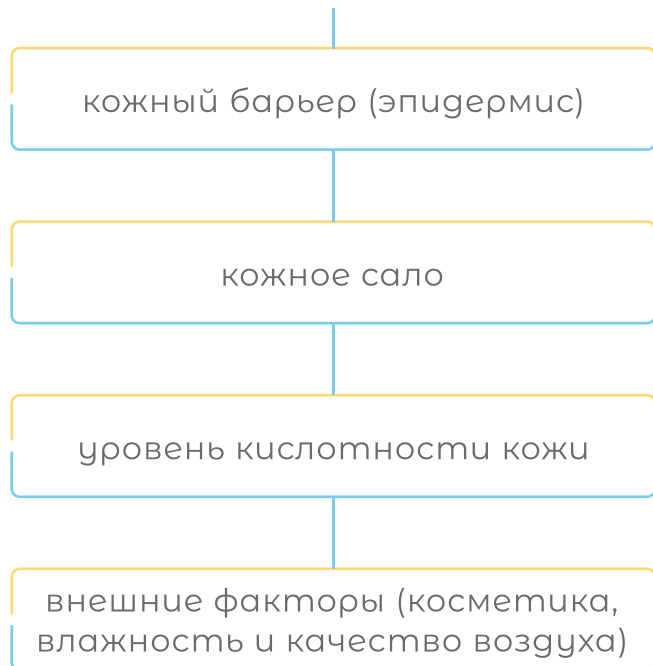 кожный барьер (эпидермис)
кожное сало
уровень кислотности кожи
внешние факторы (косметика,
влажность и качество воздуха)